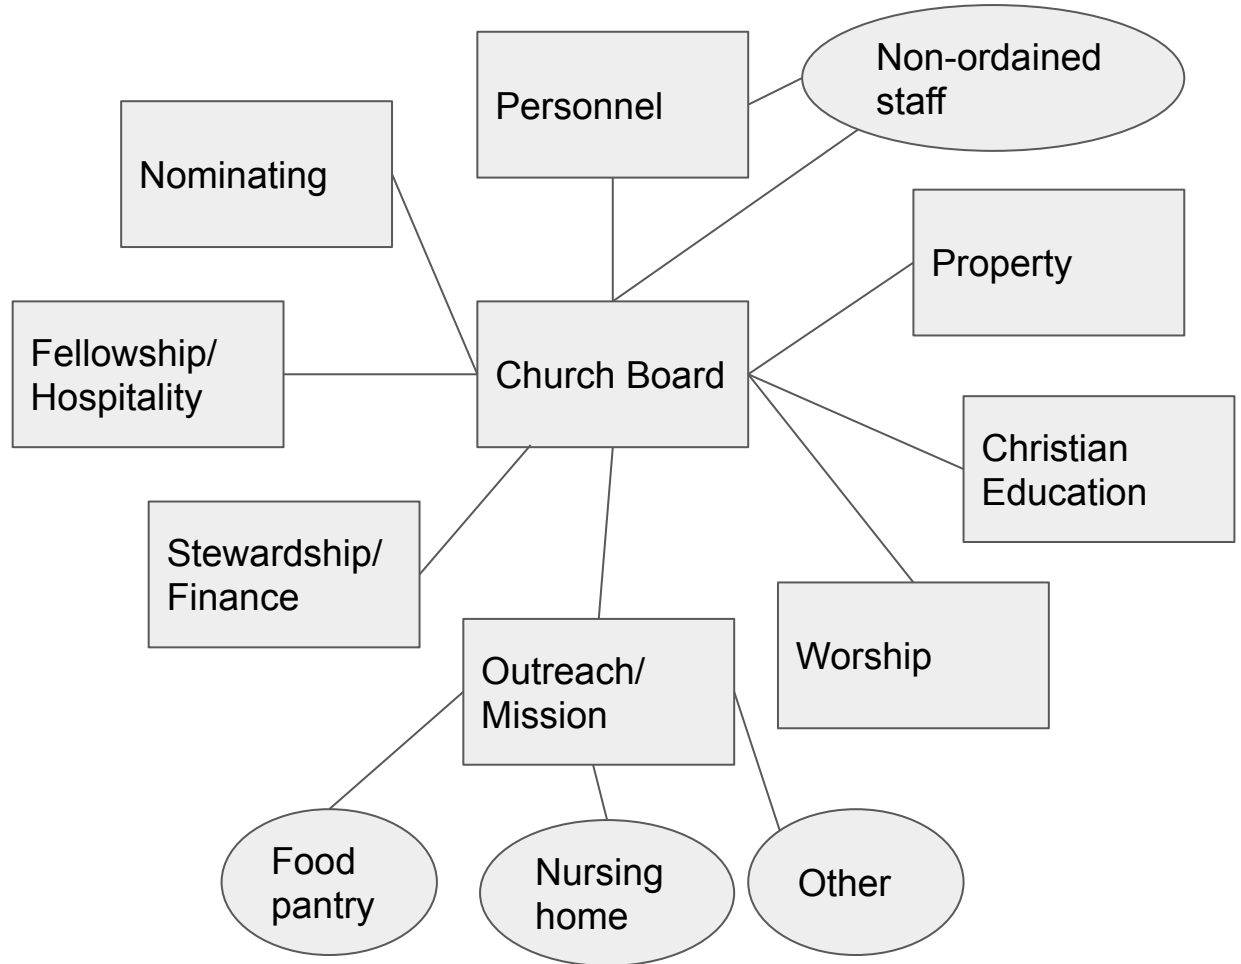 Non-ordained
staff
Personnel
Nominating
Property
Fellowship/
Hospitality
Church Board
Christian
Education
Stewardship/
Finance
Worship
Outreach/
Mission
Food
pantry
Nursing
home
Other